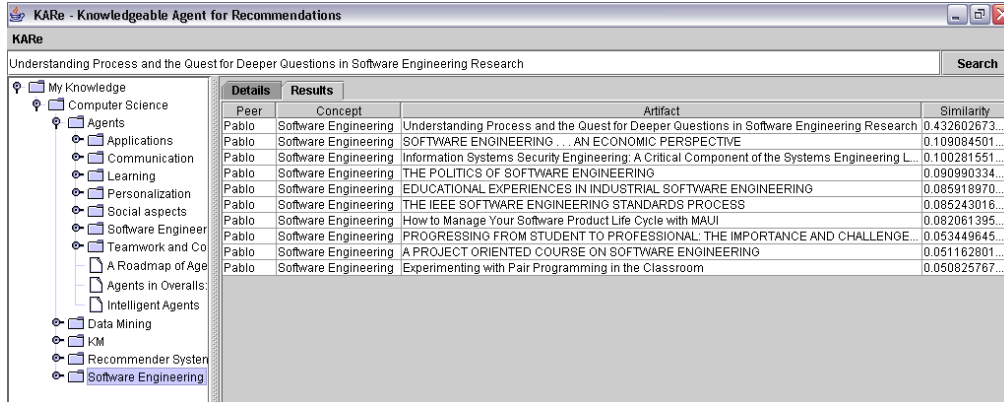 KARe - Knowledgeable Agent for Recommendations
KARe
Understanding Process and the Quest for Deeper Questions in Software Engineering Research Search
My Knowledge
Computer Science
Agents
Applications
Communication
Learning
Personalization
Social aspects
Software Engineer
Teamwork and Co
A Roadmap of Age
Agents in Overalls:
Intelligent Agents
Data Mining
KM
Recommender System
Software Engineering
Details Results
Peer Concept Artifact Similarity
Pablo Software Engineering Understanding Process and the Quest for Deeper Questions in Software Engineering Research 0.432602673...
Pablo Software Engineering SOFTWARE ENGINEERING . . . AN ECONOMIC PERSPECTIVE 0.109084501...
Pablo Software Engineering Information Systems Security Engineering: A Critical Component of the Systems Engineering L... 0.100281551...
Pablo Software Engineering THE POLITICS OF SOFTWARE ENGINEERING 0.090990334...
Pablo Software Engineering EDUCATIONAL EXPERIENCES IN INDUSTRIAL SOFTWARE ENGINEERING 0.085918970...
Pablo Software Engineering THE IEEE SOFTWARE ENGINEERING STANDARDS PROCESS 0.085243016...
Pablo Software Engineering How to Manage Your Software Product Life Cycle with MAUI 0.082061395...
Pablo Software Engineering PROGRESSING FROM STUDENT TO PROFESSIONAL: THE IMPORTANCE AND CHALLENGE... 0.053449645...
Pablo Software Engineering A PROJECT ORIENTED COURSE ON SOFTWARE ENGINEERING 0.051162801...
Pablo Software Engineering Experimenting with Pair Programming in the Classroom 0.050825767...